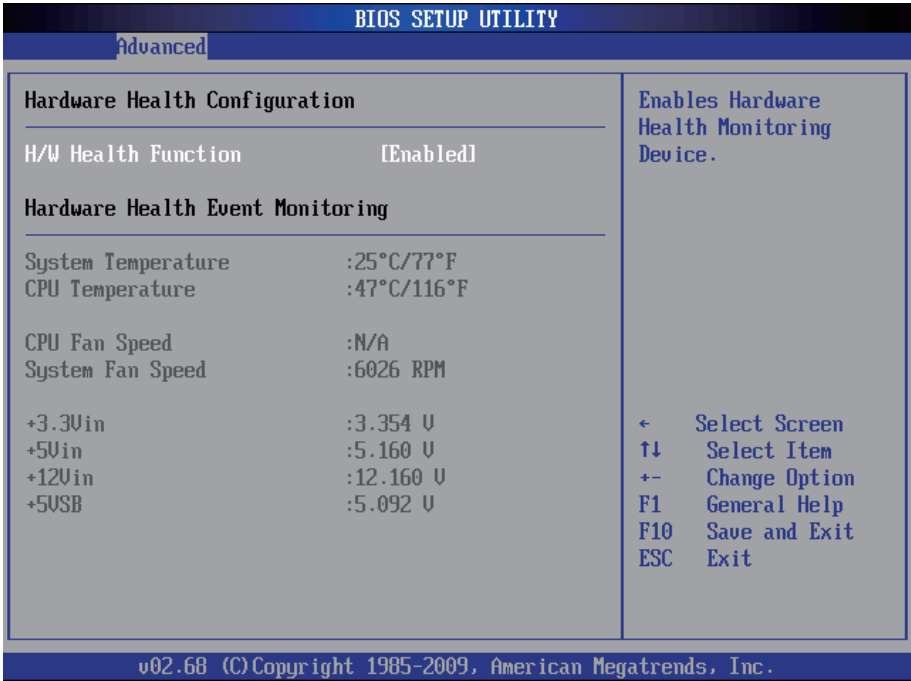 BIOS SETUP UTILITY
Advanced
Hardware Health Configuration
H/W Health Function [Enabled]
Hardware Health Event Monitoring
System Temperature :25°C/77°F
CPU Temperature :47°C/116°F
CPU Fan Speed :N/A
System Fan Speed :6026 RPM
+3.3Vin :3.354 V
+5Vin :5.160 V
+12Vin :12.160 V
+5VSB :5.092 V
Enables Hardware
Health Monitoring
Device.
← Select Screen
↑↓ Select Item
+- Change Option
F1 General Help
F10 Save and Exit
ESC Exit
v02.68 (C)Copyright 1985-2009, American Megatrends, Inc.